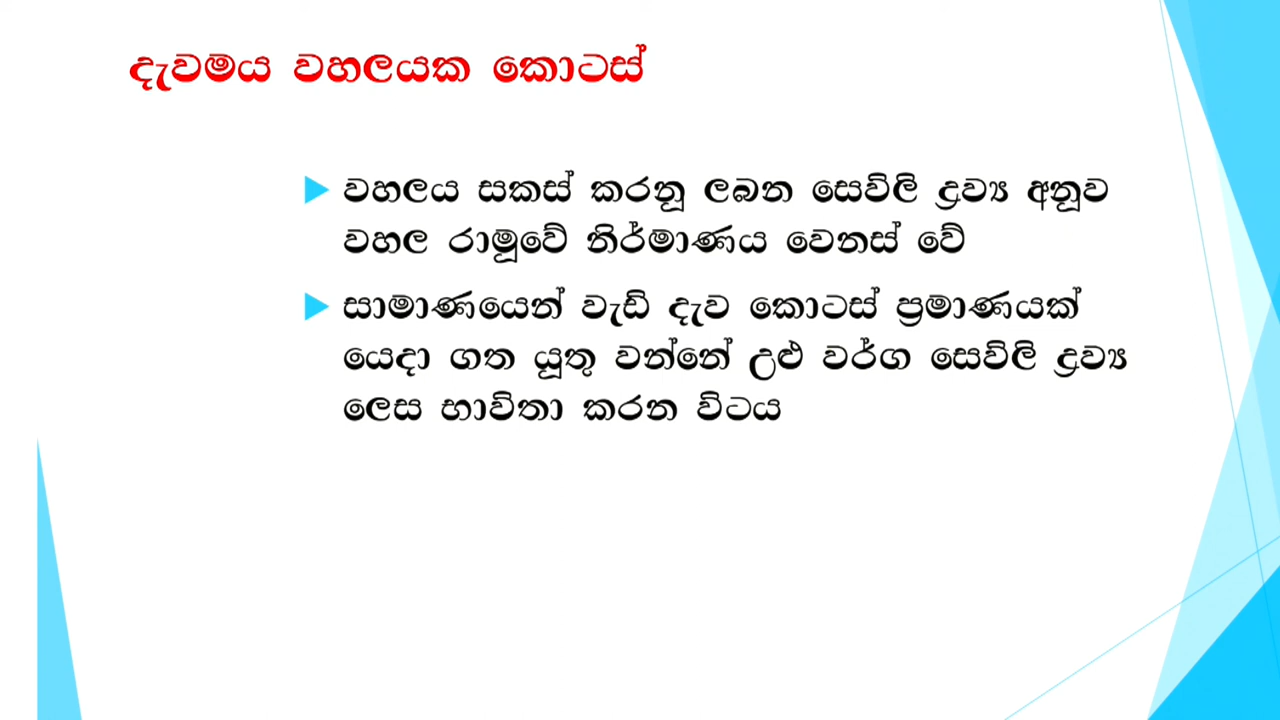 දැවමය වහලයක කොටස්
වහලය සකස් කරනු ලබන සෙවිලි ද්‍රව්‍ය අනුව
වහල රාමුවේ නිර්මාණය වෙනස් වේ
සාමාණයෙන් වැඩි දැව කොටස් ප්‍රමාණයක්
යෙදා ගත යුතු වන්නේ උළු වර්ග සෙවිලි ද්‍රව්‍ය
ලෙස භාවිතා කරන විටය